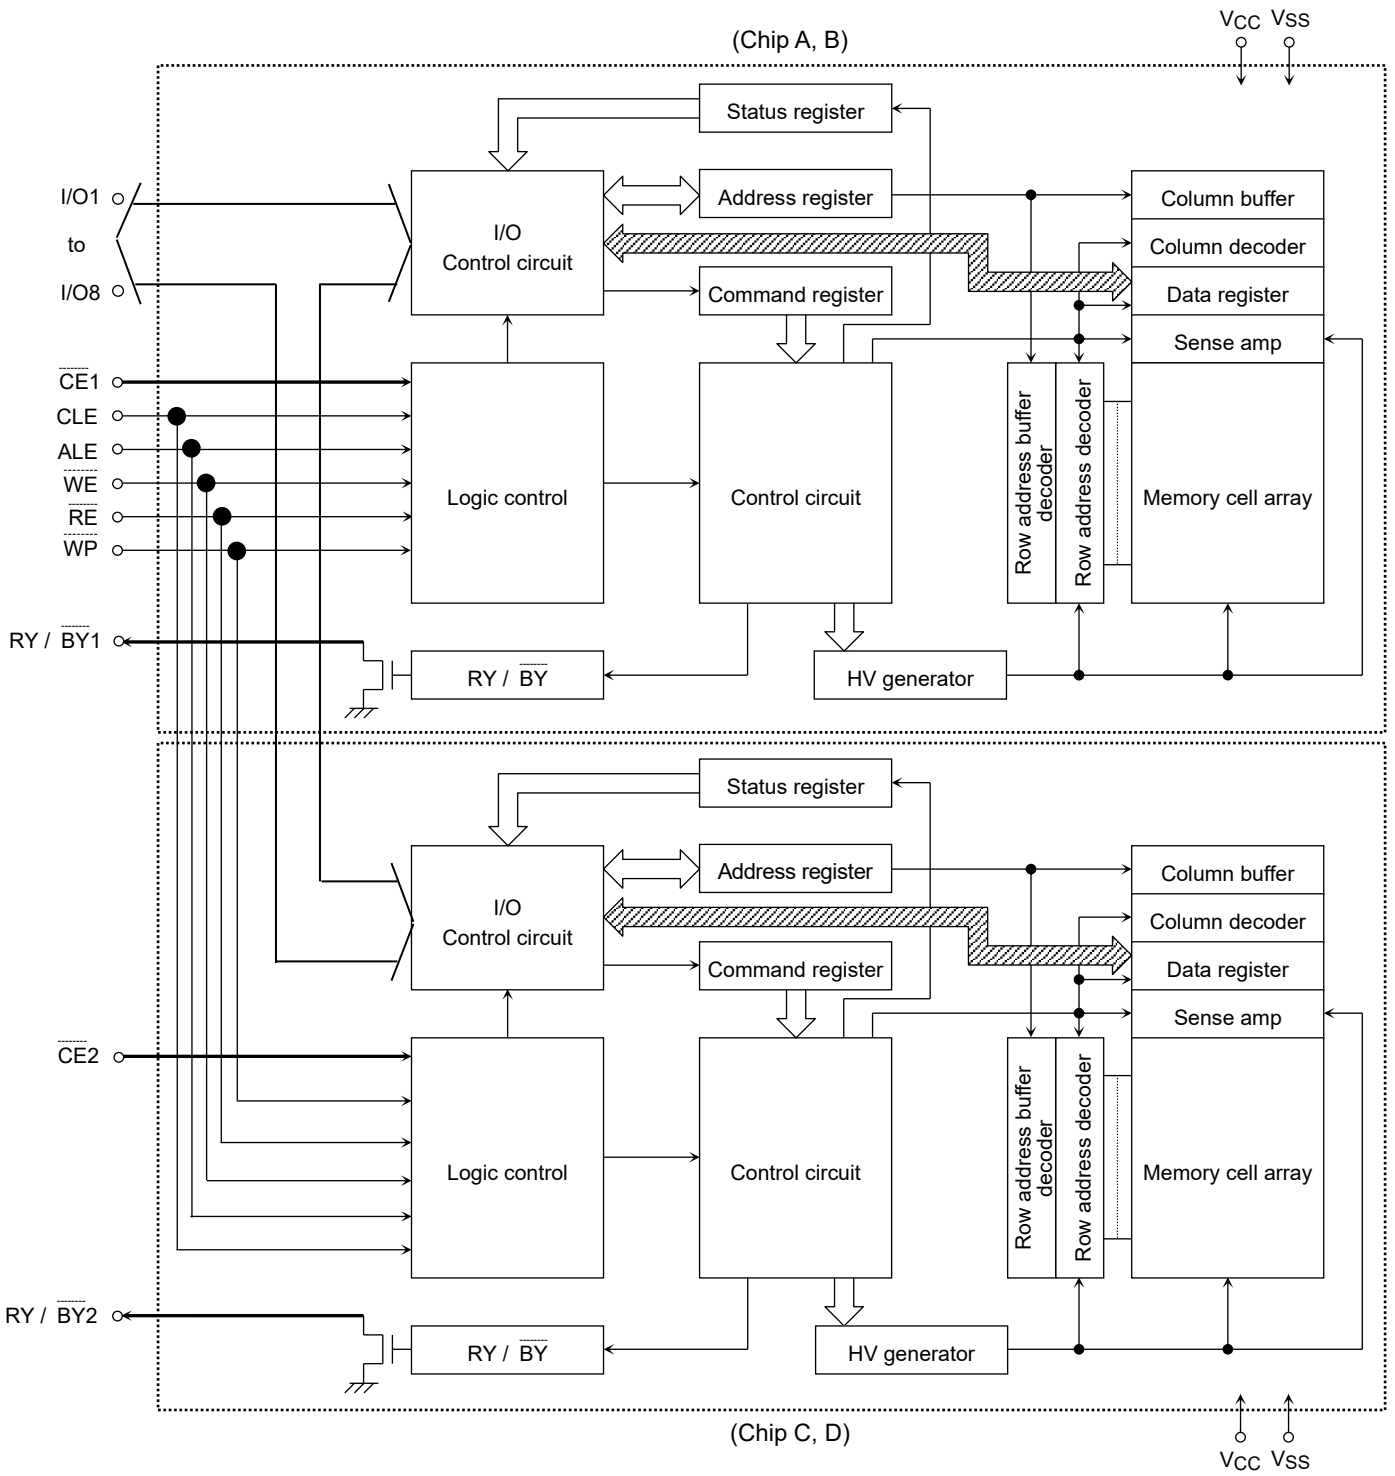 (Chip A, B)
VCC VSS
Status register
I/O1
to
I/O8
I/O
Control circuit
Address register
Command register
Column buffer
Column decoder
Data register
Sense amp
CE1
CLE
ALE
WE
RE
WP
Logic control
Control circuit
Row address buffer
decoder
Row address decoder
Memory cell array
RY / BY1
RY / BY
HV generator
Status register
I/O
Control circuit
Address register
Command register
Column buffer
Column decoder
Data register
Sense amp
CE2
Logic control
Control circuit
Row address buffer
decoder
Row address decoder
Memory cell array
RY / BY2
RY / BY
HV generator
(Chip C, D)
VCC VSS